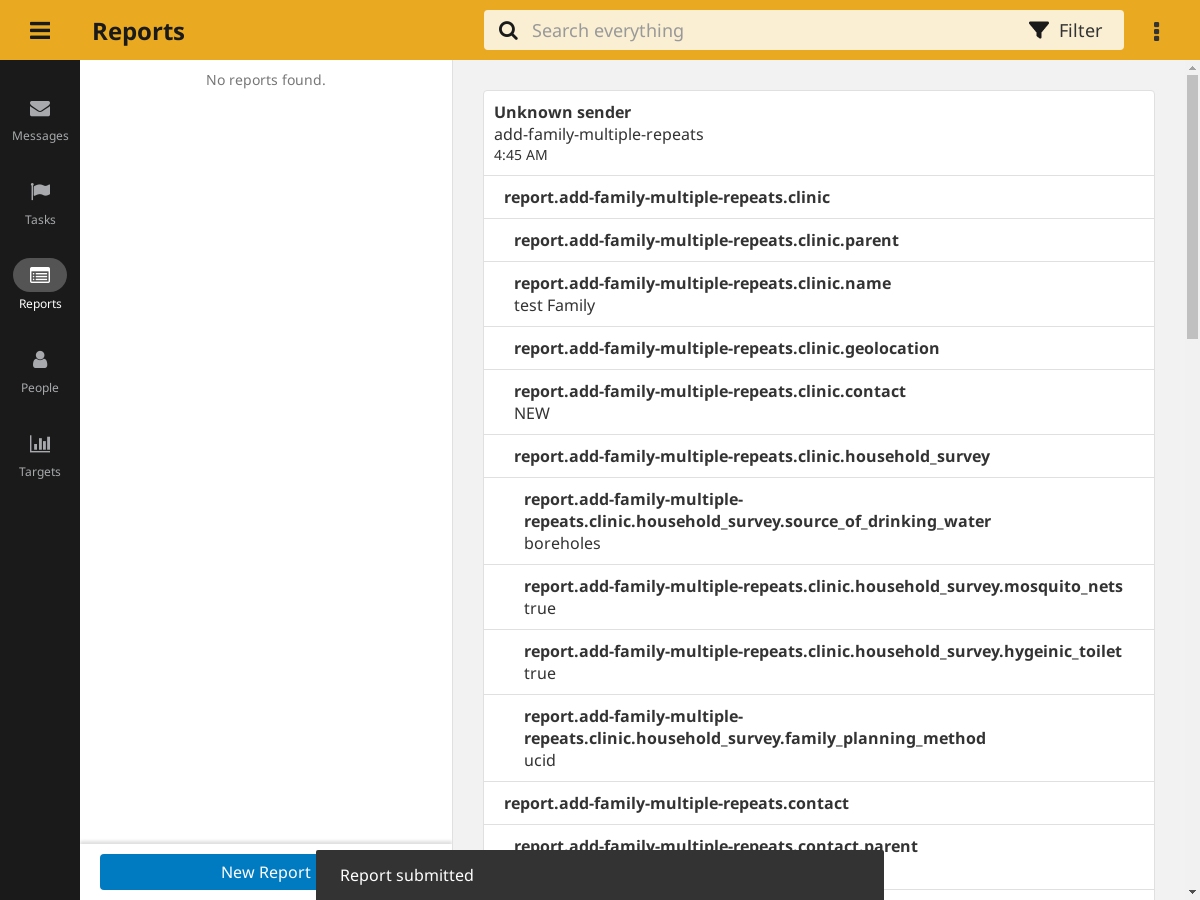 Reports
Search everything
Filter
Messages
Tasks
Reports
People
Targets
No reports found.
New Report
Unknown sender
add-family-multiple-repeats
4:45 AM
report.add-family-multiple-repeats.clinic
report.add-family-multiple-repeats.clinic.parent
report.add-family-multiple-repeats.clinic.name
test Family
report.add-family-multiple-repeats.clinic.geolocation
report.add-family-multiple-repeats.clinic.contact
NEW
report.add-family-multiple-repeats.clinic.household_survey
report.add-family-multiple-
repeats.clinic.household_survey.source_of_drinking_water
boreholes
report.add-family-multiple-repeats.clinic.household_survey.mosquito_nets
true
report.add-family-multiple-repeats.clinic.household_survey.hygeinic_toilet
true
report.add-family-multiple-
repeats.clinic.household_survey.family_planning_method
ucid
report.add-family-multiple-repeats.contact
report.add-family-multiple-repeats.contact.parent
Report submitted